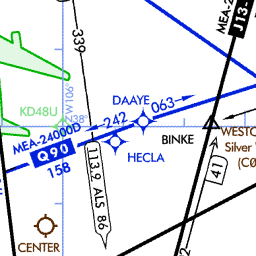 J13-
MEA-
339
W106°
KD48U
N38°
DAAYE
063
242
MEA-24000D
Q90
158
BINKE
HECLA
WESTC
Silver
(C0
41
113.9 ALS 86
CENTER